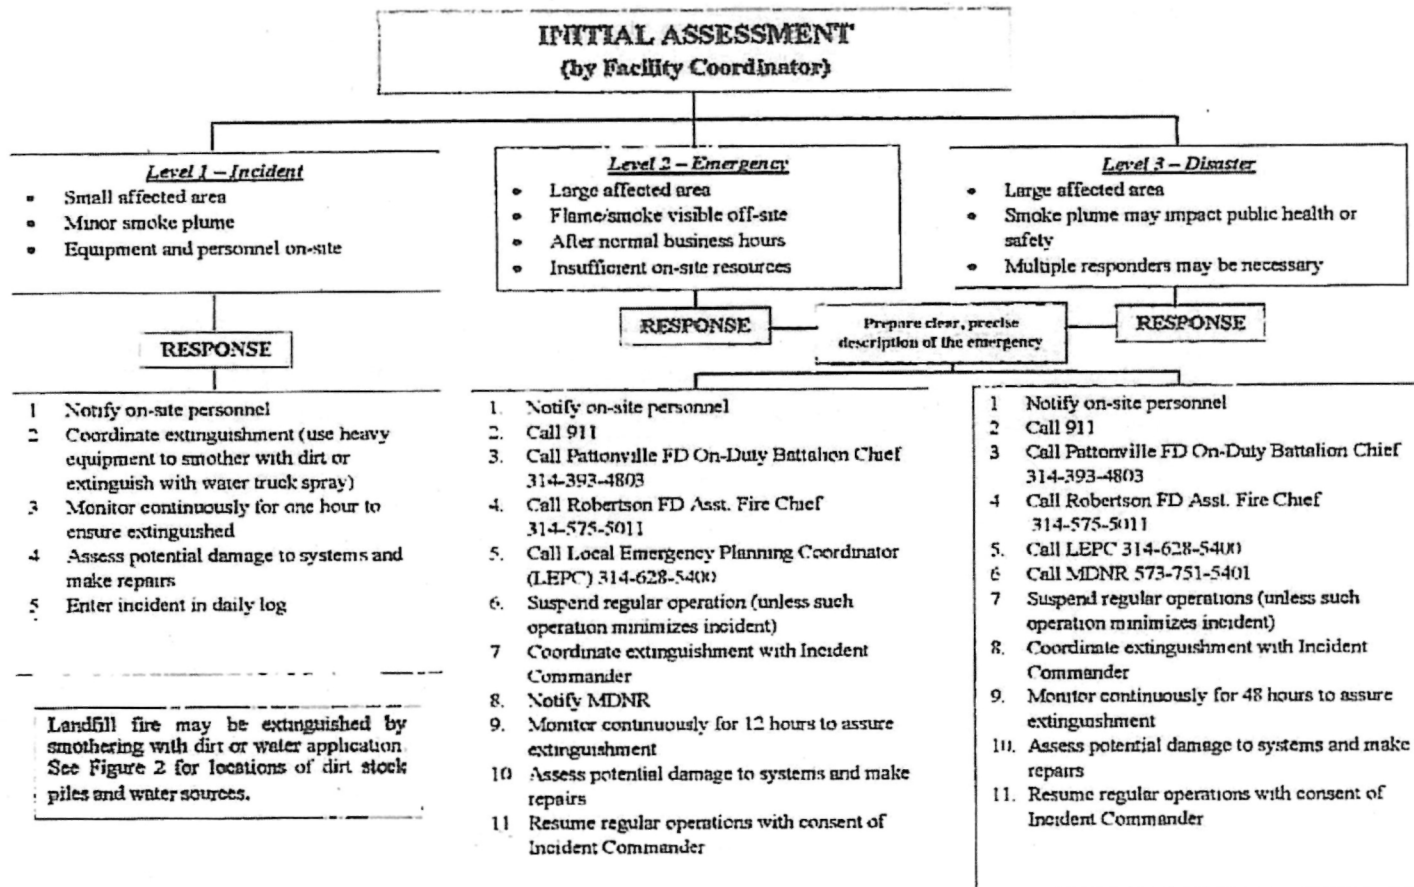 INITIAL ASSESSMENT
(by Facility Coordinator)
Level 1 – Incident
• Small affected area
• Minor smoke plume
• Equipment and personnel on-site
RESPONSE
1 Notify on-site personnel
2 Coordinate extinguishment (use heavy
equipment to smother with dirt or
extinguish with water truck spray)
3 Monitor continuously for one hour to
ensure extinguished
4 Assess potential damage to systems and
make repairs
5 Enter incident in daily log
Landfill fire may be extinguished by
smothering with dirt or water application
See Figure 2 for locations of dirt stock
piles and water sources.
Level 2 – Emergency
• Large affected area
• Flame/smoke visible off-site
• After normal business hours
• Insufficient on-site resources
RESPONSE
Prepare clear, precise
description of the emergency
1. Notify on-site personnel
2. Call 911
3. Call Pattonville FD On-Duty Battalion Chief
314-393-4803
4. Call Robertson FD Asst. Fire Chief
314-575-5011
5. Call Local Emergency Planning Coordinator
(LEPC) 314-628-5400
6. Suspend regular operation (unless such
operation minimizes incident)
7 Coordinate extinguishment with Incident
Commander
8. Notify MDNR
9. Monitor continuously for 12 hours to assure
extinguishment
10 Assess potential damage to systems and make
repairs
11 Resume regular operations with consent of
Incident Commander
Level 3 – Disaster
• Large affected area
• Smoke plume may impact public health or
safety
• Multiple responders may be necessary
RESPONSE
1 Notify on-site personnel
2 Call 911
3 Call Pattonville FD On-Duty Battalion Chief
314-393-4803
4 Call Robertson FD Asst. Fire Chief
314-575-5011
5. Call LEPC 314-628-5400
6 Call MDNR 573-751-5401
7 Suspend regular operations (unless such
operation minimizes incident)
8. Coordinate extinguishment with Incident
Commander
9. Monitor continuously for 48 hours to assure
extinguishment
10. Assess potential damage to systems and make
repairs
11. Resume regular operations with consent of
Incident Commander